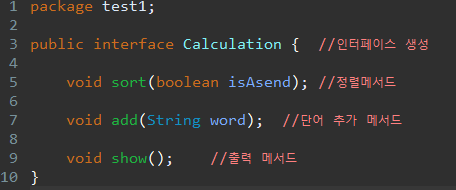 1 package test1;
2
3 public interface Calculation { //인터페이스 생성
4
5 void sort(boolean isAsend); //정렬메서드
6
7 void add(String word); //단어 추가 메서드
8
9 void show(); //출력 메서드
10 }